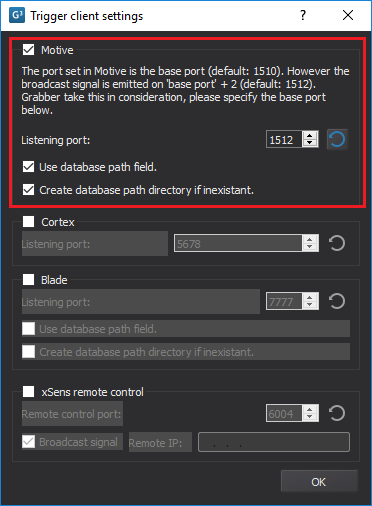 G³ Trigger client settings
Motive
The port set in Motive is the base port (default: 1510). However the
broadcast signal is emitted on 'base port' + 2 (default: 1512).
Grabber take this in consideration, please specify the base port
below.
Listening port: 1512
Use database path field.
Create database path directory if inexistant.
Cortex
Listening port: 5678
Blade
Listening port: 7777
Use database path field.
Create database path directory if inexistant.
xSens remote control
Remote control port: 6004
Broadcast signal Remote IP: . . .
OK